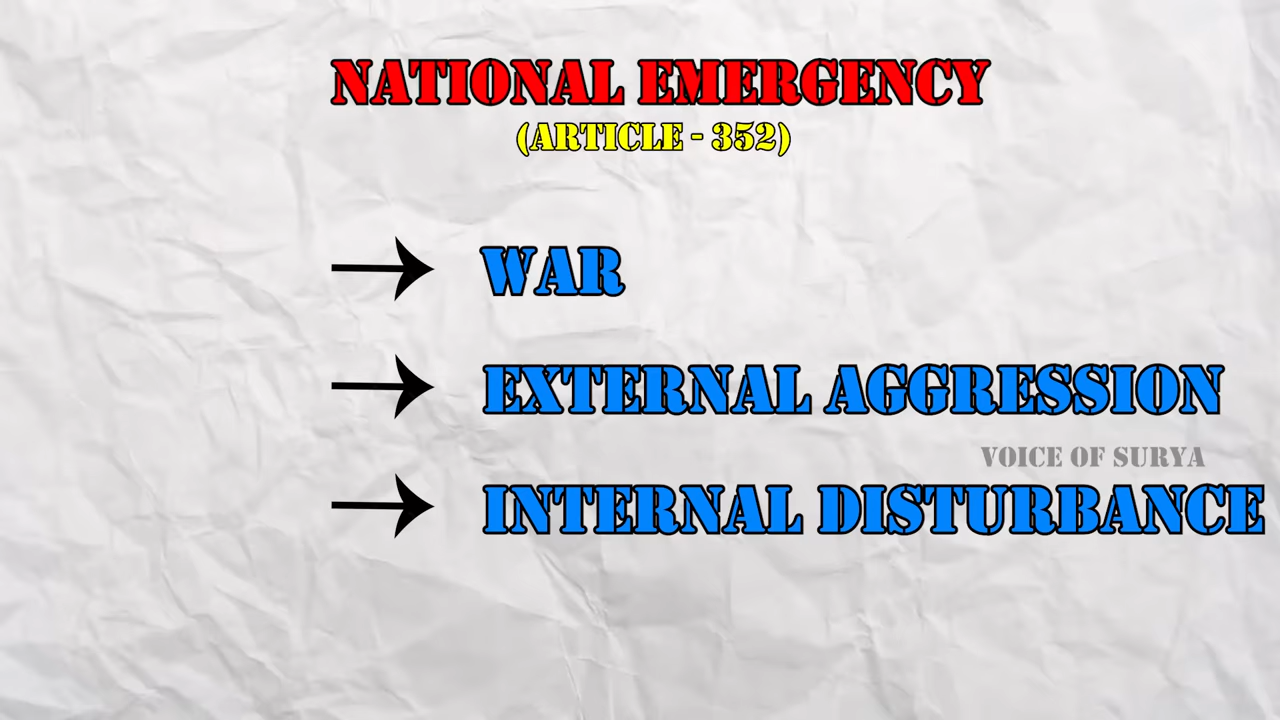 NATIONAL EMERGENCY
(ARTICLE - 352)
WAR
EXTERNAL AGGRESSION
VOICE OF SURYA
INTERNAL DISTURBANCE